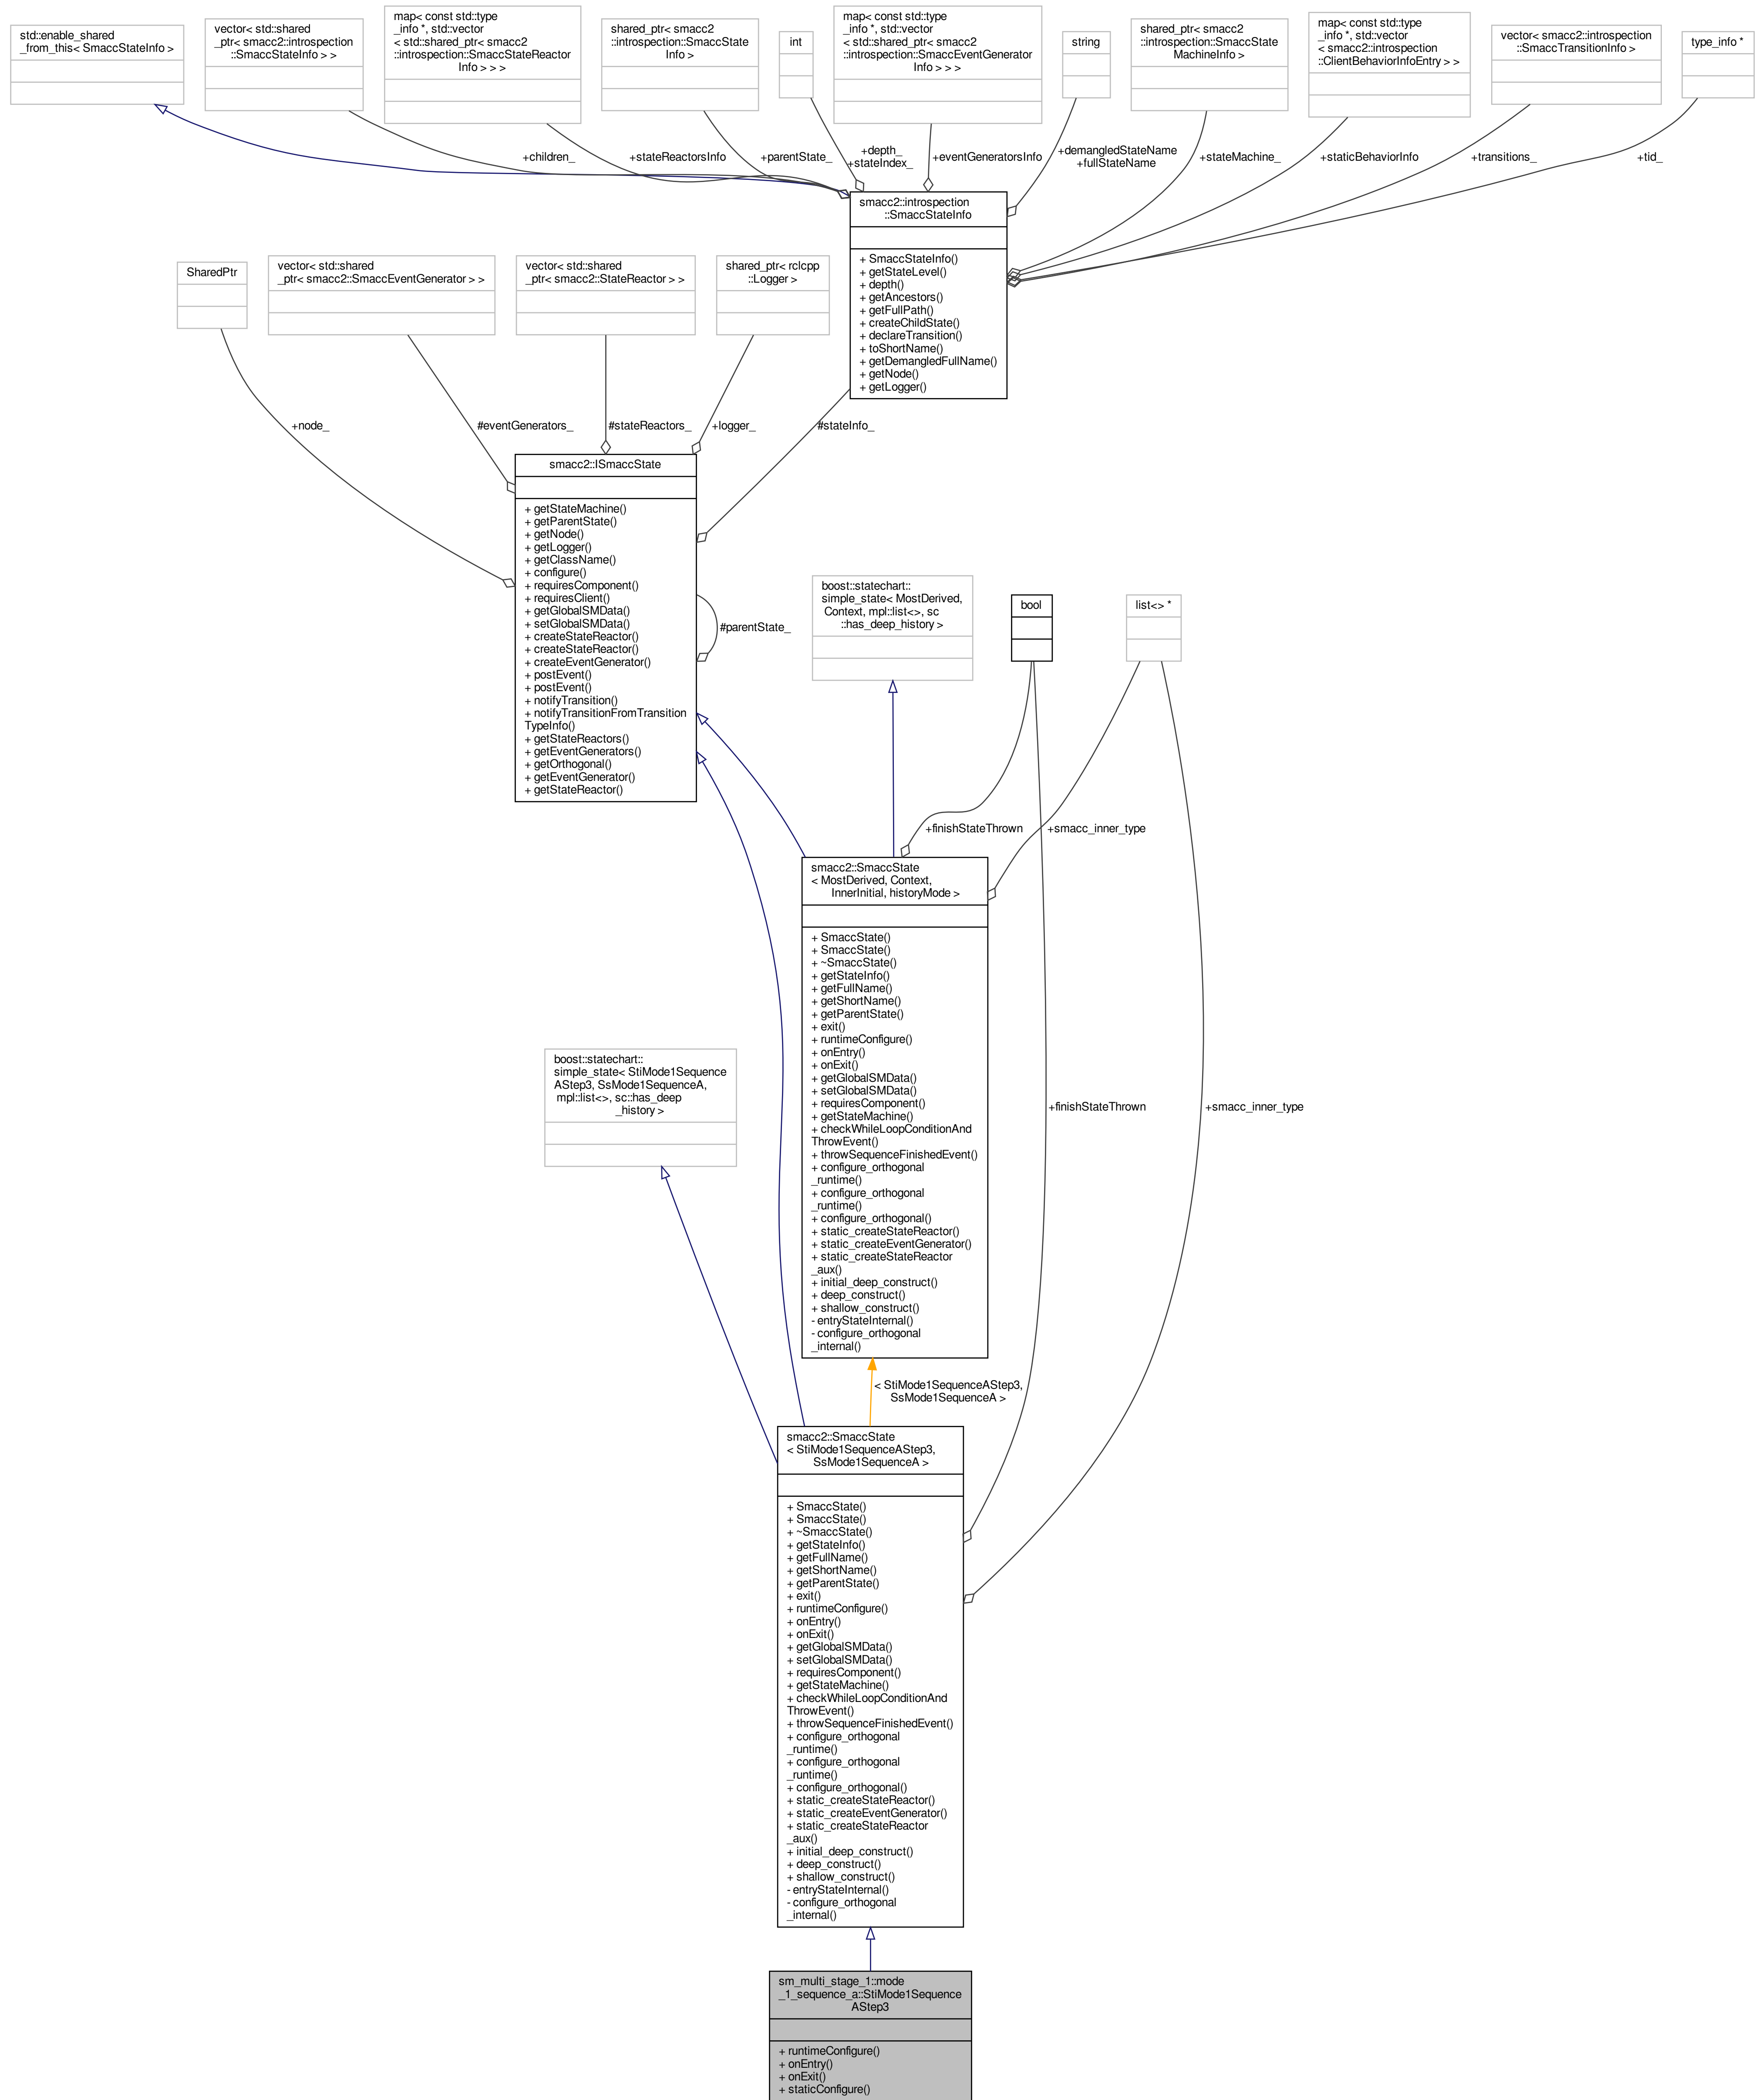 std::enable_shared
_from_this< SmaccStateInfo >
vector< std::shared
_ptr< smacc2::introspection
::SmaccStateInfo > >
map< const std::type
_info *, std::vector
< std::shared_ptr< smacc2
::introspection::SmaccStateReactor
Info > > >
shared_ptr< smacc2
::introspection::SmaccState
Info >
int
map< const std::type
_info *, std::vector
< std::shared_ptr< smacc2
::introspection::SmaccEventGenerator
Info > > >
string
shared_ptr< smacc2
::introspection::SmaccState
MachineInfo >
map< const std::type
_info *, std::vector
< smacc2::introspection
::ClientBehaviorInfoEntry > >
vector< smacc2::introspection
::SmaccTransitionInfo >
type_info *
+children_
+stateReactorsInfo
+parentState_
+depth_
+stateIndex_
+eventGeneratorsInfo
+demangledStateName
+fullStateName
+stateMachine_
+staticBehaviorInfo
+transitions_
+tid_
smacc2::introspection
::SmaccStateInfo
+ SmaccStateInfo()
+ getStateLevel()
+ depth()
+ getAncestors()
+ getFullPath()
+ createChildState()
+ declareTransition()
+ toShortName()
+ getDemangledFullName()
+ getNode()
+ getLogger()
SharedPtr
vector< std::shared
_ptr< smacc2::SmaccEventGenerator > >
vector< std::shared
_ptr< smacc2::StateReactor > >
shared_ptr< rclcpp
::Logger >
+node_
#eventGenerators_
#stateReactors_
+logger_
#stateInfo_
smacc2::ISmaccState
+ getStateMachine()
+ getParentState()
+ getNode()
+ getLogger()
+ getClassName()
+ configure()
+ requiresComponent()
+ requiresClient()
+ getGlobalSMData()
+ setGlobalSMData()
+ createStateReactor()
+ createStateReactor()
+ createEventGenerator()
+ postEvent()
+ postEvent()
+ notifyTransition()
+ notifyTransitionFromTransition
TypeInfo()
+ getStateReactors()
+ getEventGenerators()
+ getOrthogonal()
+ getEventGenerator()
+ getStateReactor()
#parentState_
boost::statechart::
simple_state< MostDerived,
Context, mpl::list<>, sc
::has_deep_history >
bool
list<> *
+finishStateThrown
+smacc_inner_type
smacc2::SmaccState
< MostDerived, Context,
InnerInitial, historyMode >
+ SmaccState()
+ SmaccState()
+ ~SmaccState()
+ getStateInfo()
+ getFullName()
+ getShortName()
+ getParentState()
+ exit()
+ runtimeConfigure()
+ onEntry()
+ onExit()
+ getGlobalSMData()
+ setGlobalSMData()
+ requiresComponent()
+ getStateMachine()
+ checkWhileLoopConditionAnd
ThrowEvent()
+ throwSequenceFinishedEvent()
+ configure_orthogonal
_runtime()
+ configure_orthogonal
_runtime()
+ configure_orthogonal()
+ static_createStateReactor()
+ static_createEventGenerator()
+ static_createStateReactor
_aux()
+ initial_deep_construct()
+ deep_construct()
+ shallow_construct()
- entryStateInternal()
- configure_orthogonal
_internal()
boost::statechart::
simple_state< StiMode1Sequence
AStep3, SsMode1SequenceA,
mpl::list<>, sc::has_deep
_history >
+finishStateThrown
+smacc_inner_type
< StiMode1SequenceAStep3,
SsMode1SequenceA >
smacc2::SmaccState
< StiMode1SequenceAStep3,
SsMode1SequenceA >
+ SmaccState()
+ SmaccState()
+ ~SmaccState()
+ getStateInfo()
+ getFullName()
+ getShortName()
+ getParentState()
+ exit()
+ runtimeConfigure()
+ onEntry()
+ onExit()
+ getGlobalSMData()
+ setGlobalSMData()
+ requiresComponent()
+ getStateMachine()
+ checkWhileLoopConditionAnd
ThrowEvent()
+ throwSequenceFinishedEvent()
+ configure_orthogonal
_runtime()
+ configure_orthogonal
_runtime()
+ configure_orthogonal()
+ static_createStateReactor()
+ static_createEventGenerator()
+ static_createStateReactor
_aux()
+ initial_deep_construct()
+ deep_construct()
+ shallow_construct()
- entryStateInternal()
- configure_orthogonal
_internal()
sm_multi_stage_1::mode
_1_sequence_a::StiMode1Sequence
AStep3
+ runtimeConfigure()
+ onEntry()
+ onExit()
+ staticConfigure()